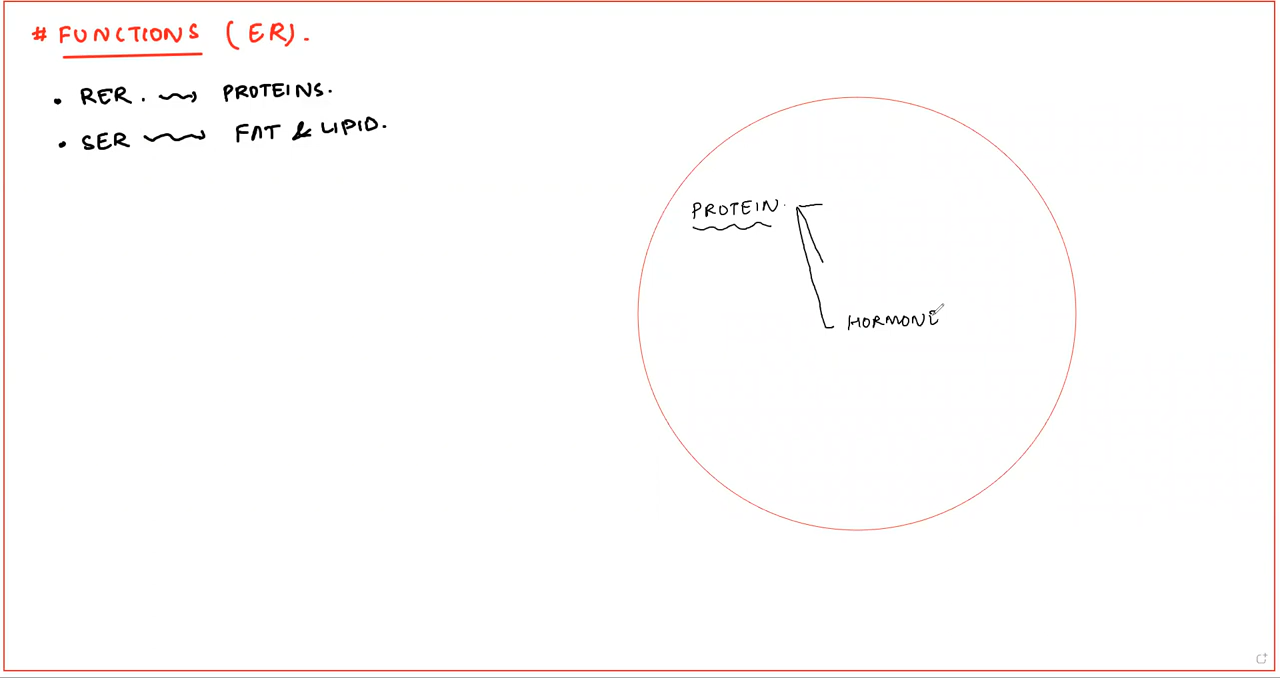 # FUNCTIONS (ER).
• RER. PROTEINS.
• SER FAT & LIPID.
PROTEIN.
HORMONE